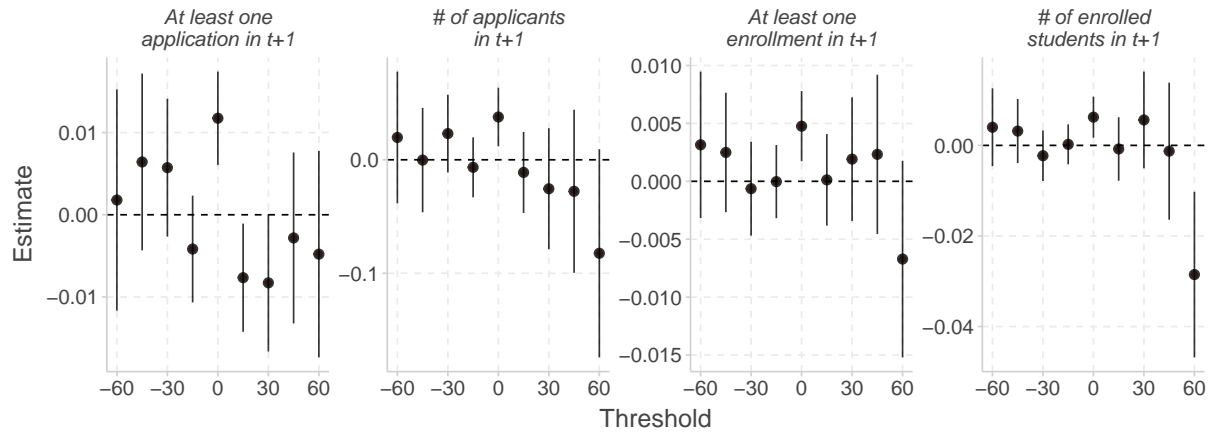 At least one
application in t+1
# of applicants
in t+1
At least one
enrollment in t+1
# of enrolled
students in t+1
Estimate
0.01
0.00
−0.01
0.0
−0.1
0.010
0.005
0.000
−0.005
−0.010
−0.015
0.00
−0.02
−0.04
−60 −30 0 30 60
−60 −30 0 30 60
−60 −30 0 30 60
−60 −30 0 30 60
Threshold